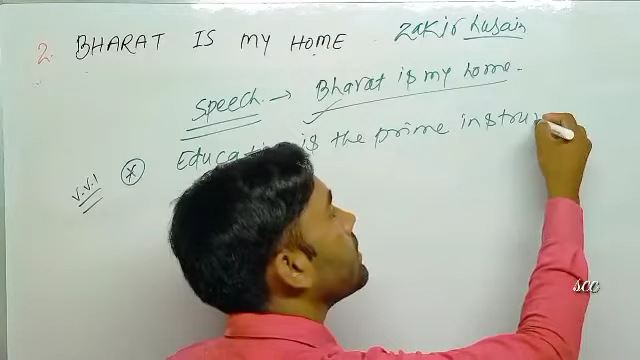 2. BHARAT IS MY HOME - Zakir husain
Speech. → Bharat is my home.
V.V.I * Education is the prime instru
scc